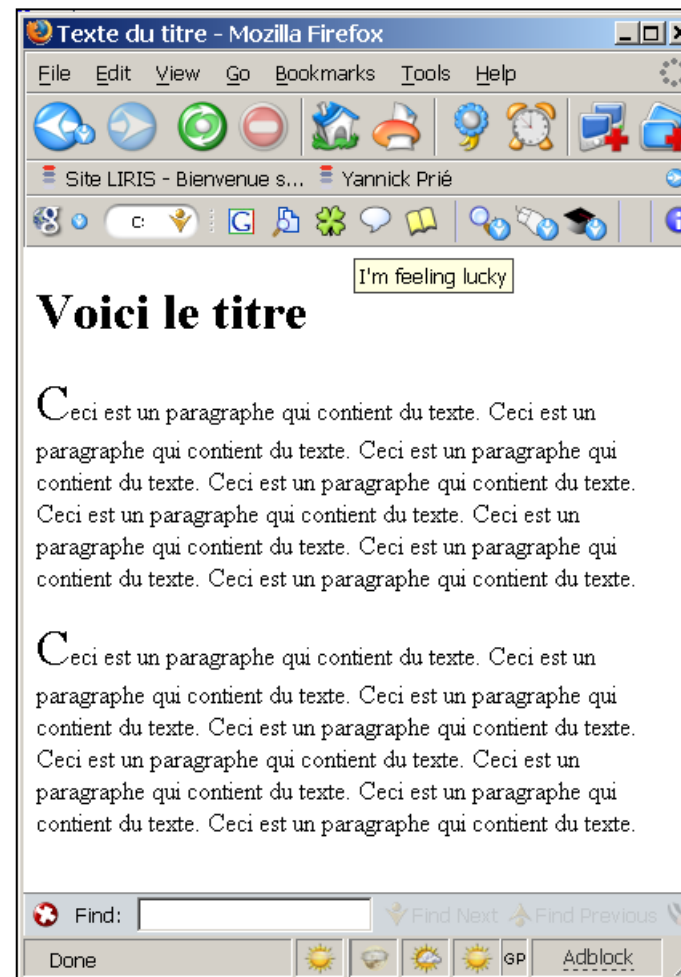 Texte du titre - Mozilla Firefox
File Edit View Go Bookmarks Tools Help
Site LIRIS - Bienvenue s... Yannick Prié
C:
I'm feeling lucky
Voici le titre
Ceci est un paragraphe qui contient du texte. Ceci est un
paragraphe qui contient du texte. Ceci est un paragraphe qui
contient du texte. Ceci est un paragraphe qui contient du texte.
Ceci est un paragraphe qui contient du texte. Ceci est un
paragraphe qui contient du texte. Ceci est un paragraphe qui
contient du texte. Ceci est un paragraphe qui contient du texte.
Ceci est un paragraphe qui contient du texte. Ceci est un
paragraphe qui contient du texte. Ceci est un paragraphe qui
contient du texte. Ceci est un paragraphe qui contient du texte.
Ceci est un paragraphe qui contient du texte. Ceci est un
paragraphe qui contient du texte. Ceci est un paragraphe qui
contient du texte. Ceci est un paragraphe qui contient du texte.
Find: Find Next Find Previous
Done GP Adblock